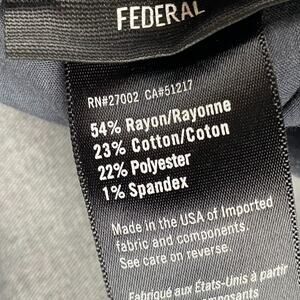 FEDERAL
RN#27002 CA#51217
54% Rayon/Rayonne
23% Cotton/Coton
22% Polyester
1% Spandex
Made in the USA of Imported
fabric and components.
See care on reverse.
Fabriqué aux États-Unis à partir